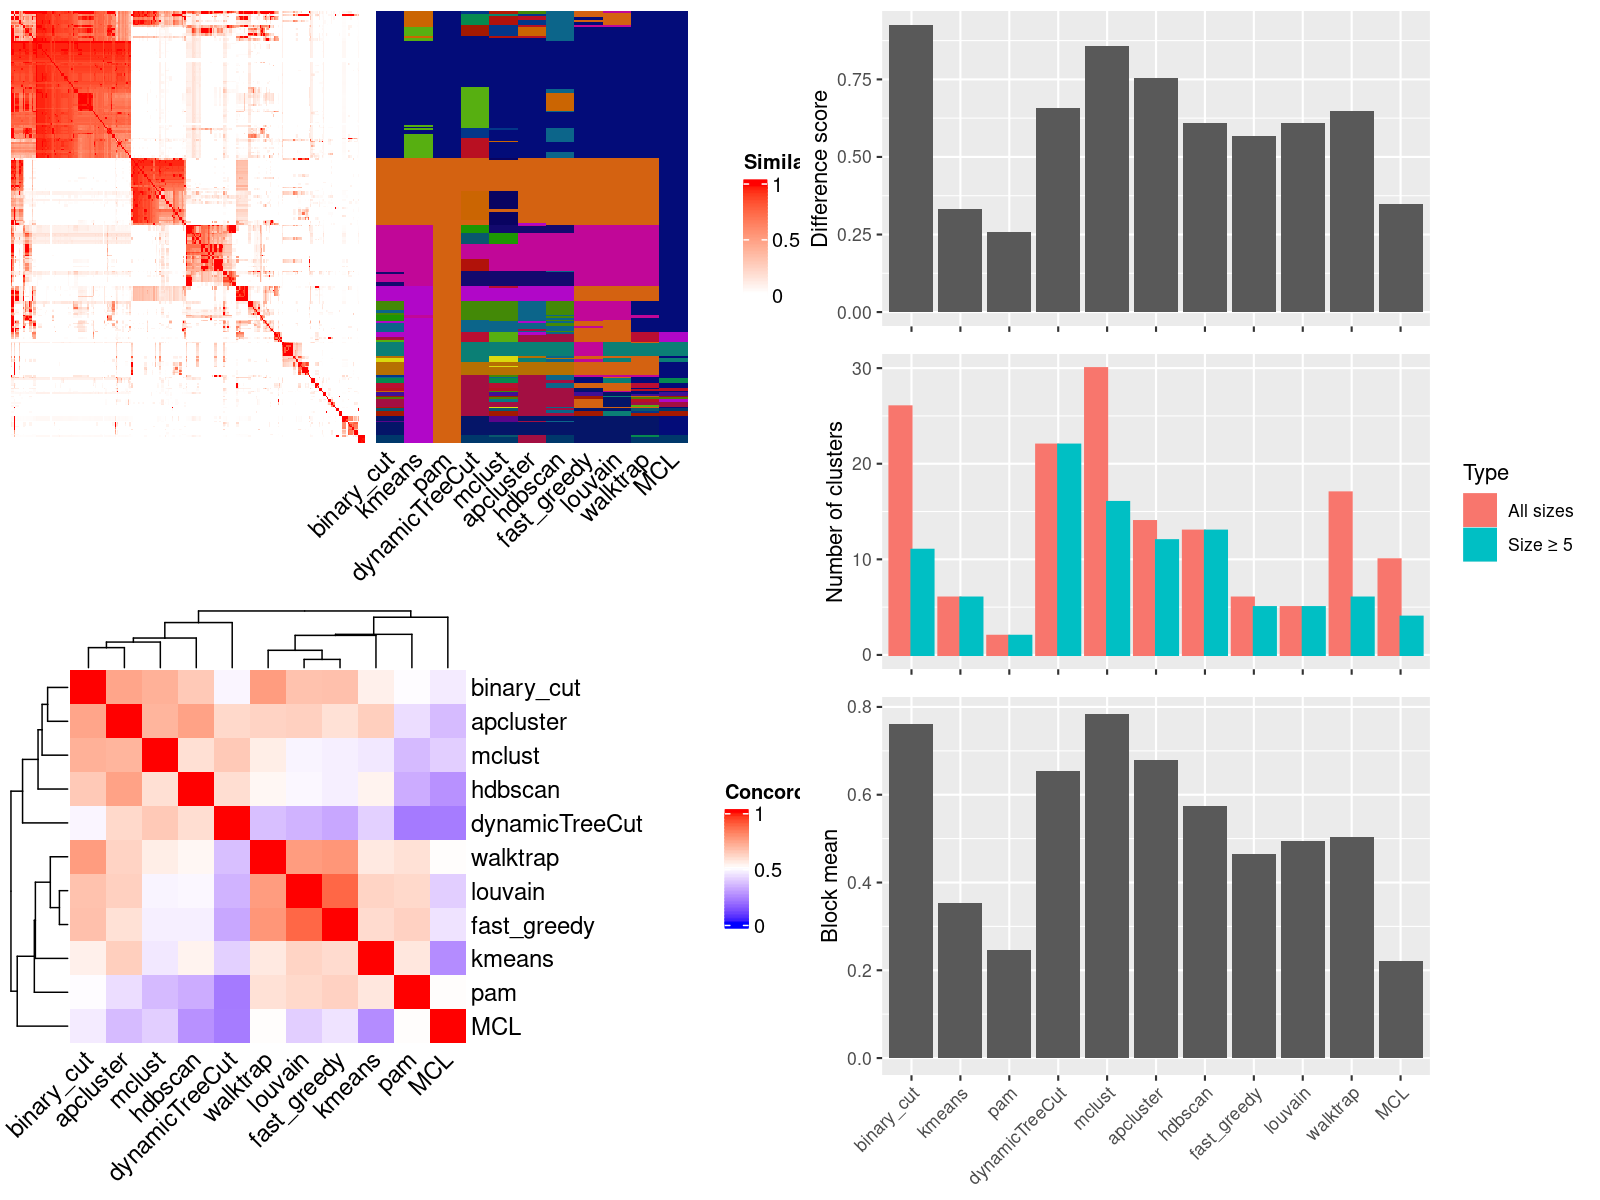 Simila
1
0.5
0
binary_cut
kmeans
pam
dynamicTreeCut
mclust
apcluster
hdbscan
fast_greedy
louvain
walktrap
MCL
binary_cut
apcluster
mclust
hdbscan
dynamicTreeCut
walktrap
louvain
fast_greedy
kmeans
pam
MCL
binary_cut
apcluster
mclust
hdbscan
dynamicTreeCut
walktrap
louvain
fast_greedy
kmeans
pam
MCL
Concord
1
0.5
0
Difference score
0.75
0.50
0.25
0.00
Number of clusters
30
20
10
0
Type
All sizes
Size ≥ 5
Block mean
0.8
0.6
0.4
0.2
0.0
binary_cut
kmeans
pam
dynamicTreeCut
mclust
apcluster
hdbscan
fast_greedy
louvain
walktrap
MCL